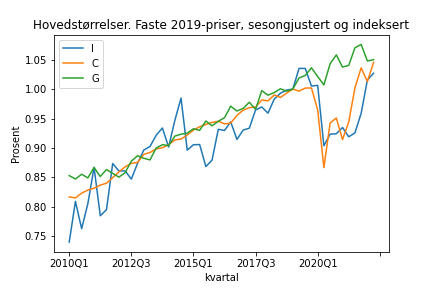 Hovedstørrelser. Faste 2019-priser, sesongjustert og indeksert
I
C
G
1.05
1.00
0.95
0.90
0.85
0.80
0.75
Prosent
2010Q1 2012Q3 2015Q1 2017Q3 2020Q1
kvartal